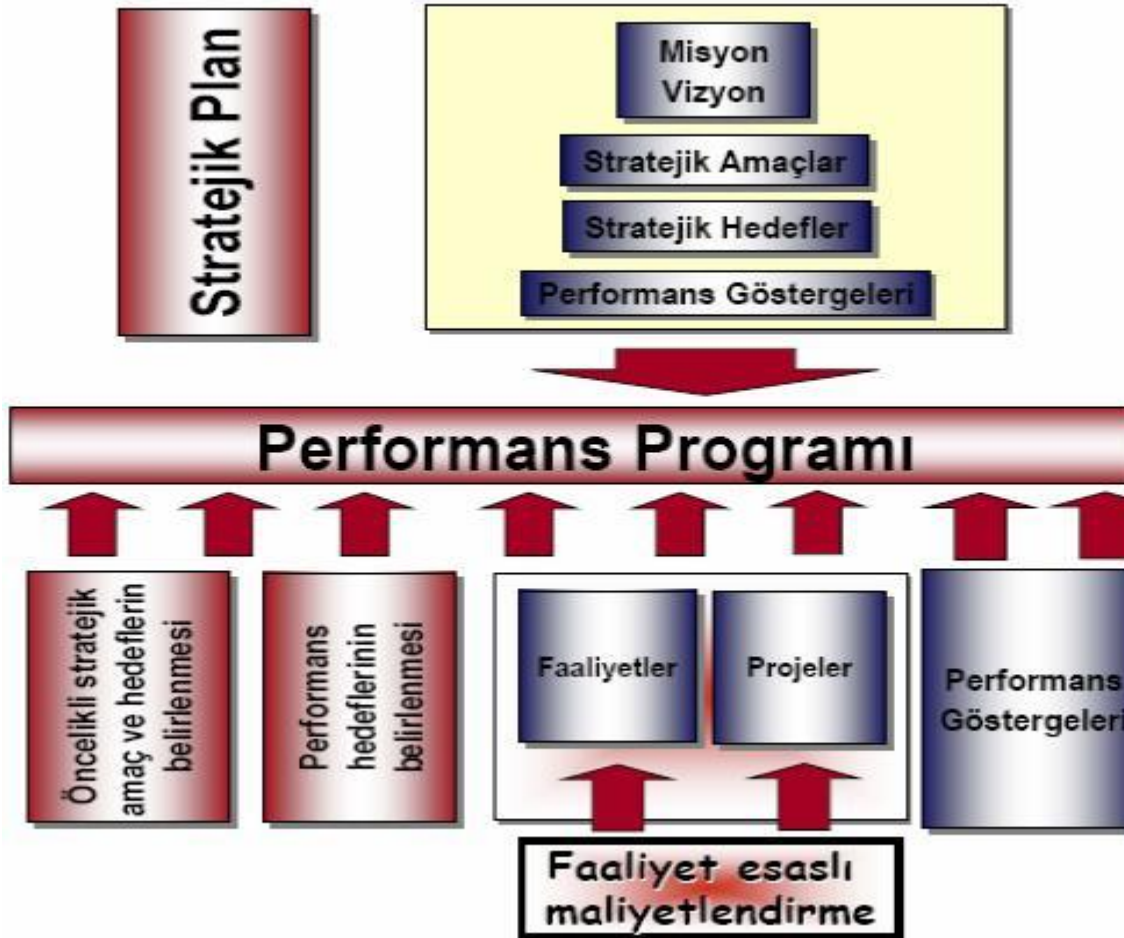 Stratejik Plan
Misyon
Vizyon
Stratejik Amaçlar
Stratejik Hedefler
Performans Göstergeleri
Performans Programı
Öncelikli stratejik
amaç ve hedeflerin
belirlenmesi
Performans
hedeflerinin
belirlenmesi
Faaliyetler
Projeler
Performans
Göstergeleri
Faaliyet esaslı
maliyetlendirme